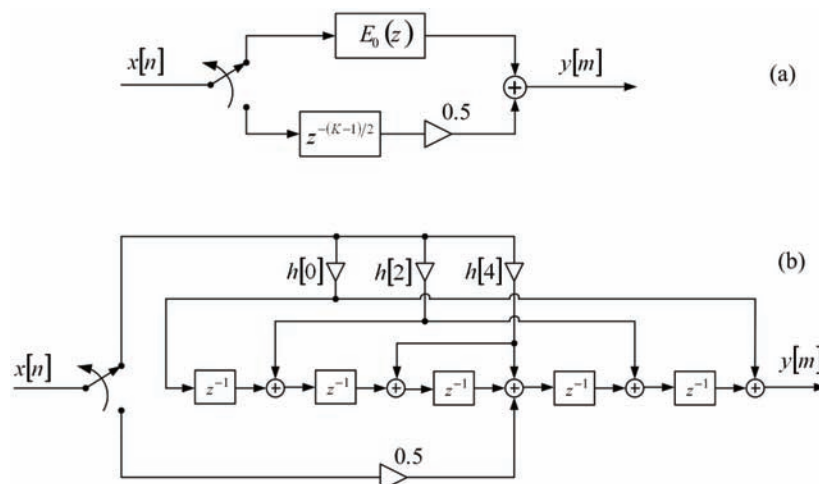 E₀(z)
x[n]
y[m]
(a)
0.5
z^{-(K-1)/2}
h[0] h[2] h[4]
(b)
x[n]
z⁻¹ z⁻¹ z⁻¹ z⁻¹ z⁻¹
y[m]
0.5